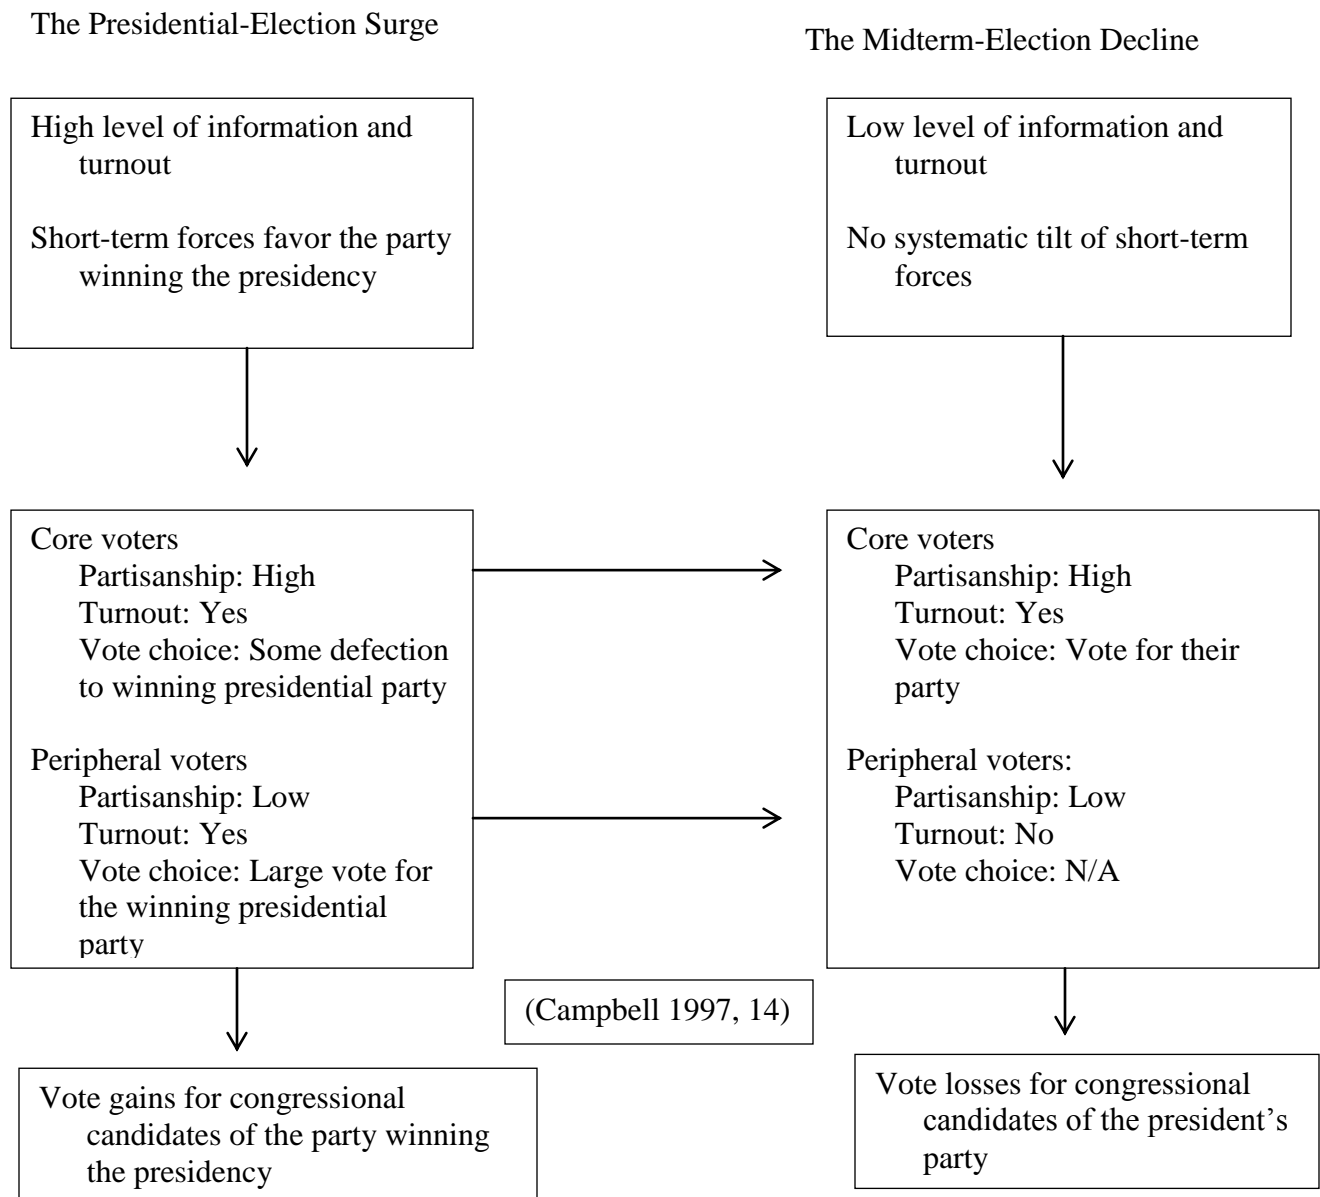 The Presidential-Election Surge
The Midterm-Election Decline
High level of information and
turnout
Short-term forces favor the party
winning the presidency
Low level of information and
turnout
No systematic tilt of short-term
forces
Core voters
Partisanship: High
Turnout: Yes
Vote choice: Some defection
to winning presidential party
Peripheral voters
Partisanship: Low
Turnout: Yes
Vote choice: Large vote for
the winning presidential
party
Core voters
Partisanship: High
Turnout: Yes
Vote choice: Vote for their
party
Peripheral voters:
Partisanship: Low
Turnout: No
Vote choice: N/A
(Campbell 1997, 14)
Vote gains for congressional
candidates of the party winning
the presidency
Vote losses for congressional
candidates of the president’s
party